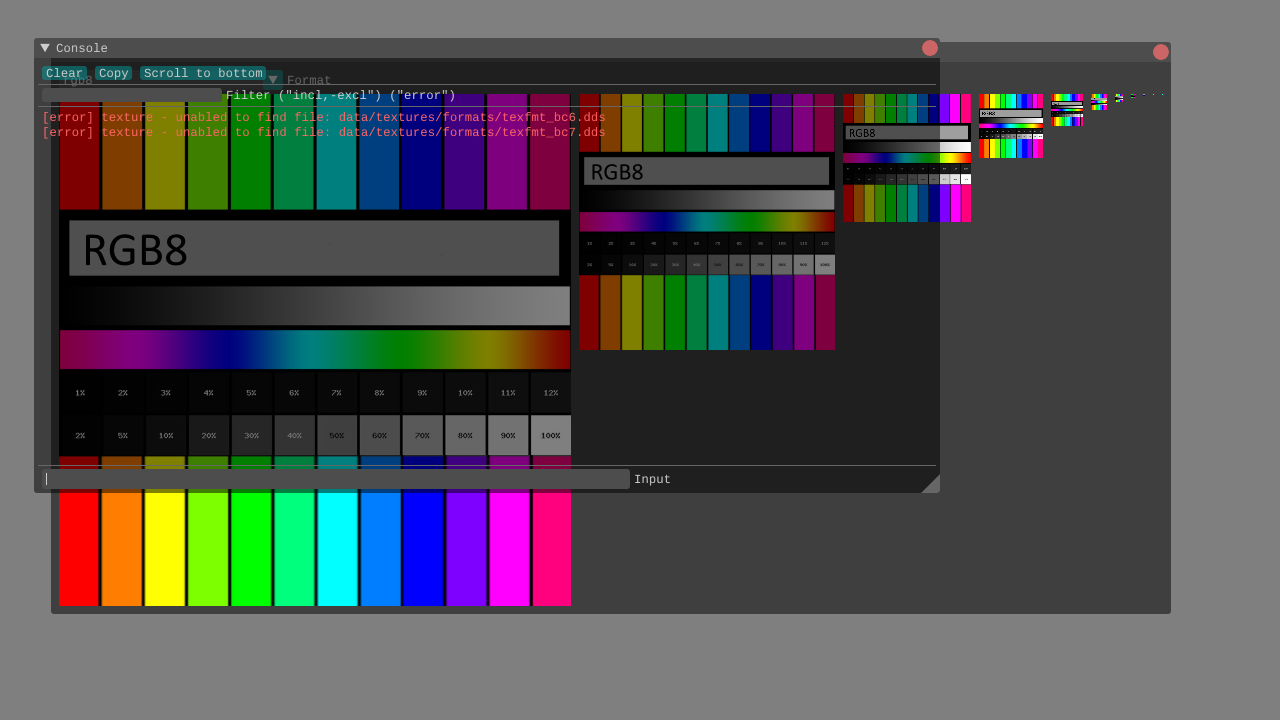 Console
Clear Copy Scroll to bottom
rgb8 Format
Filter ("incl,-excl") ("error")
[error] texture - unabled to find file: data/textures/formats/texfmt_bc6.dds
[error] texture - unabled to find file: data/textures/formats/texfmt_bc7.dds
RGB8
RGB8
RGB8
1% 2% 3% 4% 5% 6% 7% 8% 9% 10% 11% 12%
2% 5% 10% 20% 30% 40% 50% 60% 70% 80% 90% 100%
Input